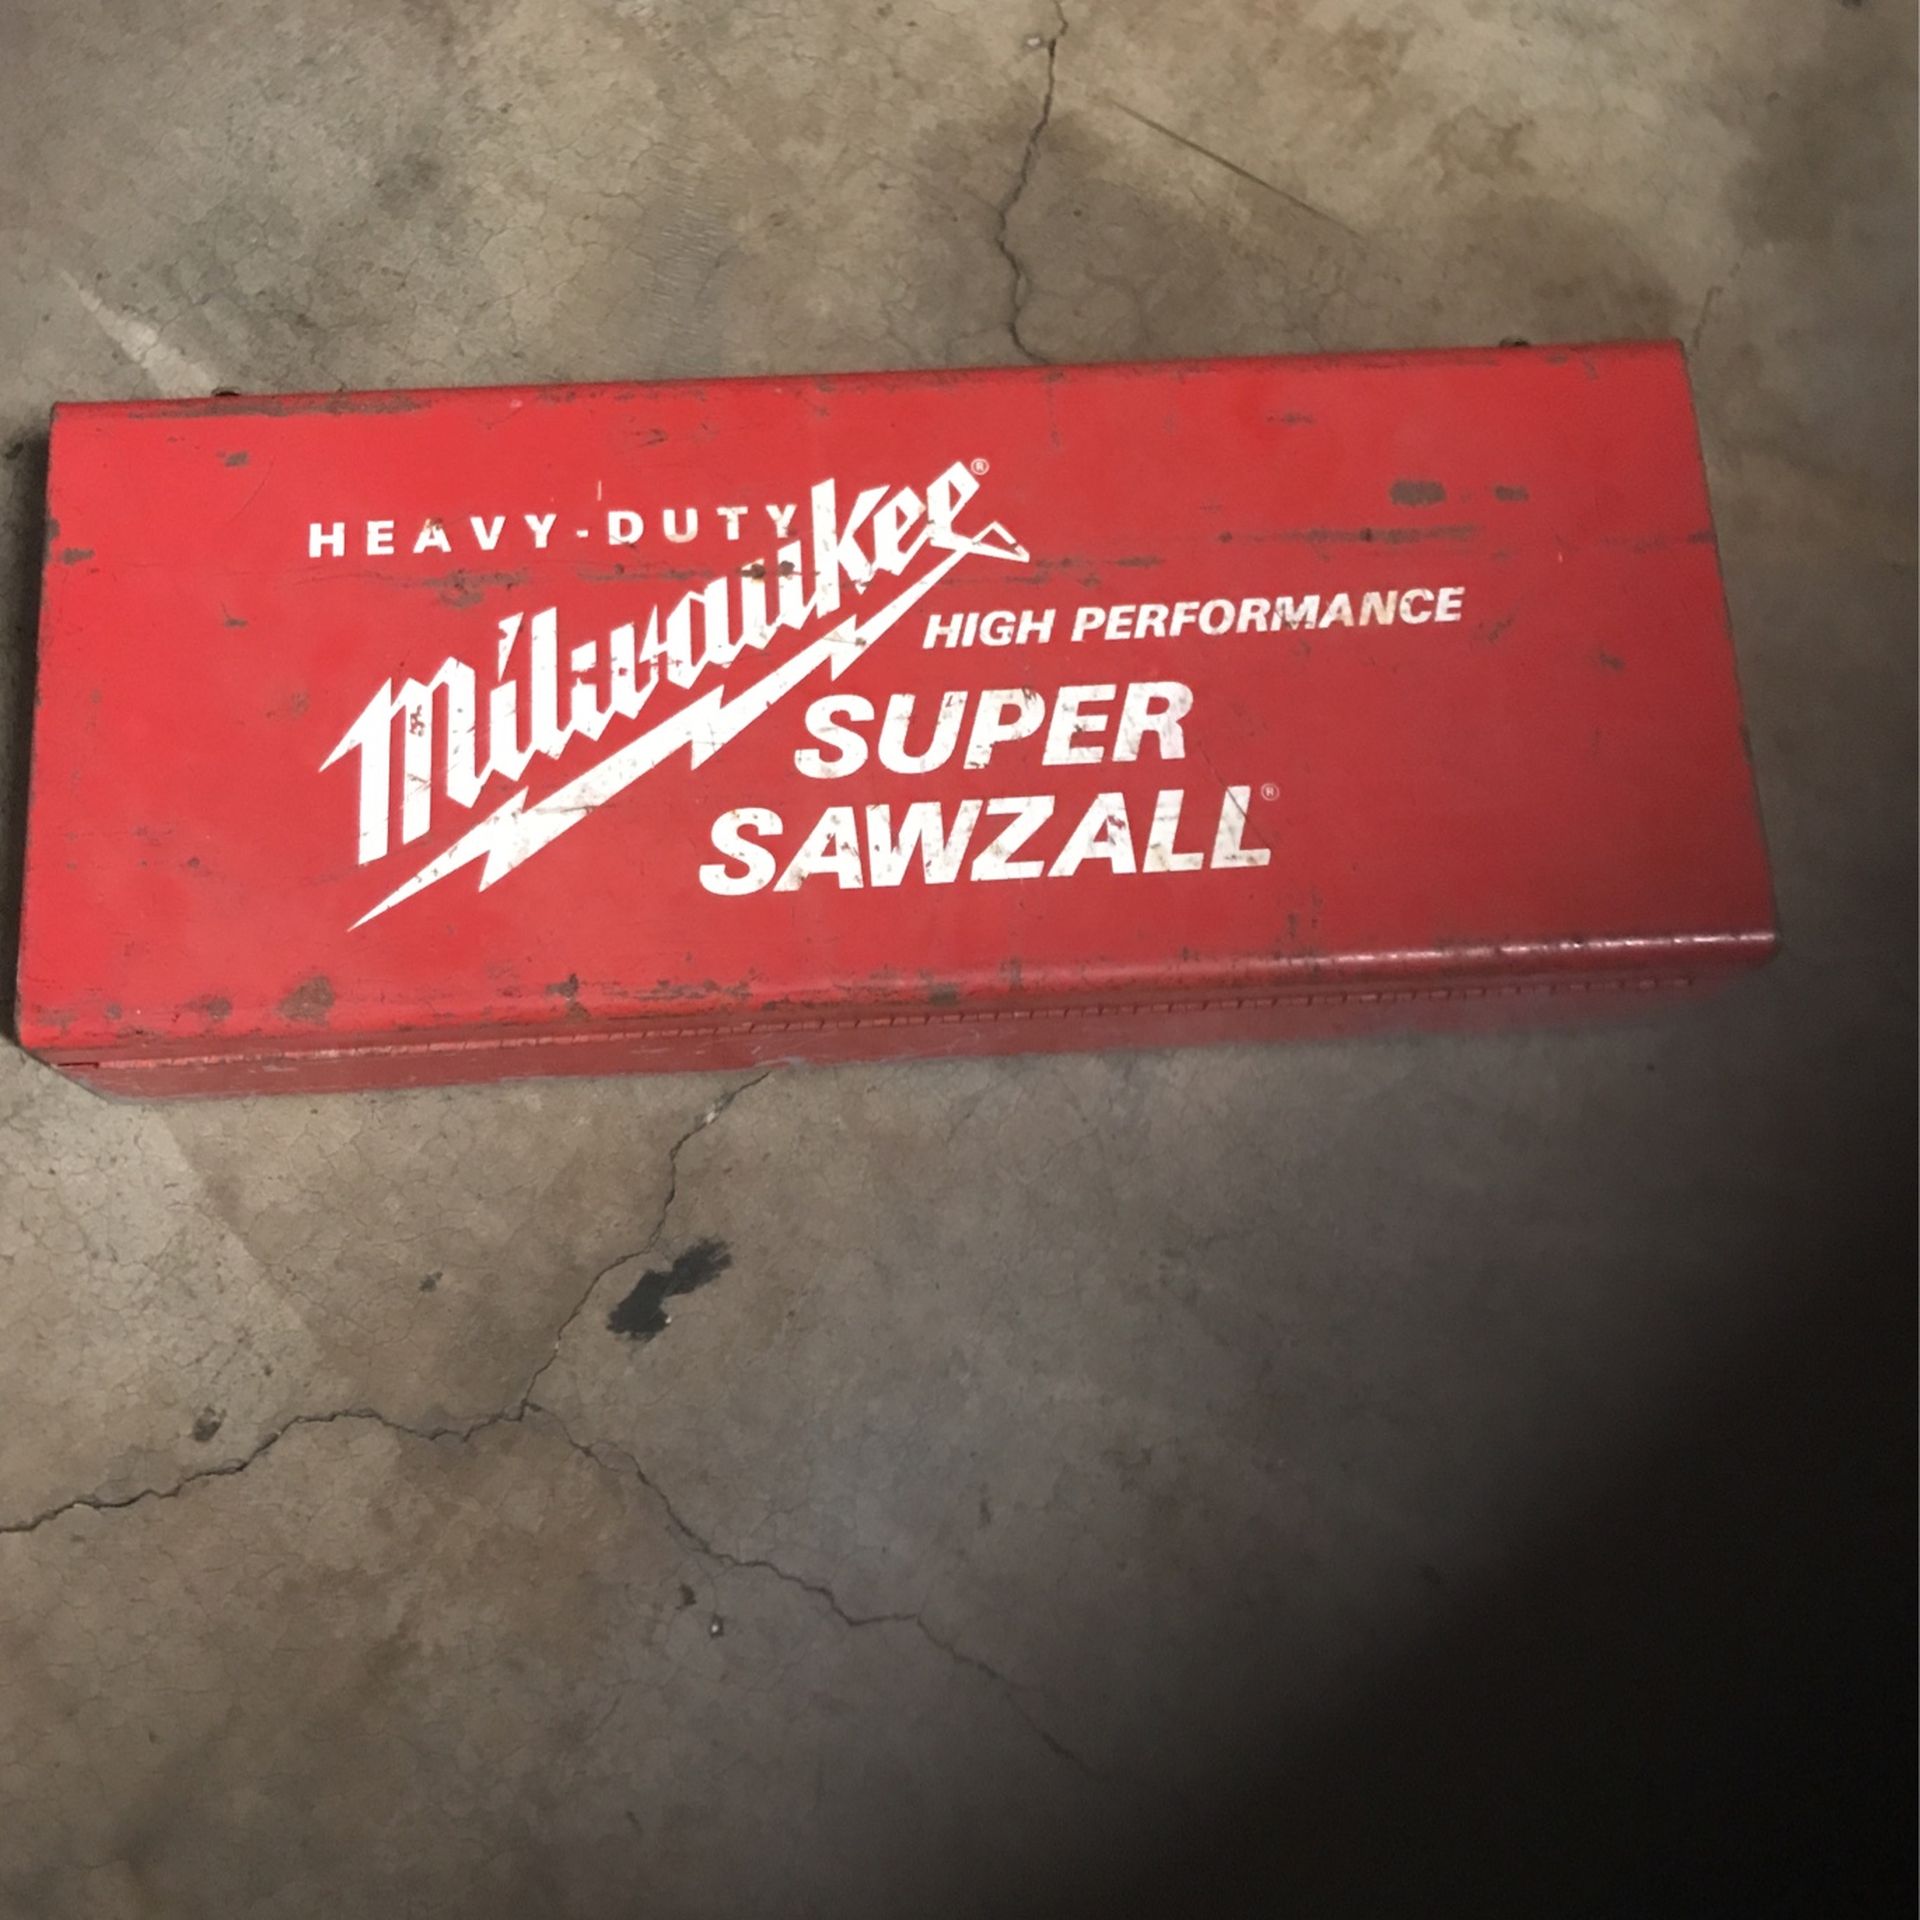 HEAVY-DUTY
Milwaukee®
HIGH PERFORMANCE
SUPER
SAWZALL®